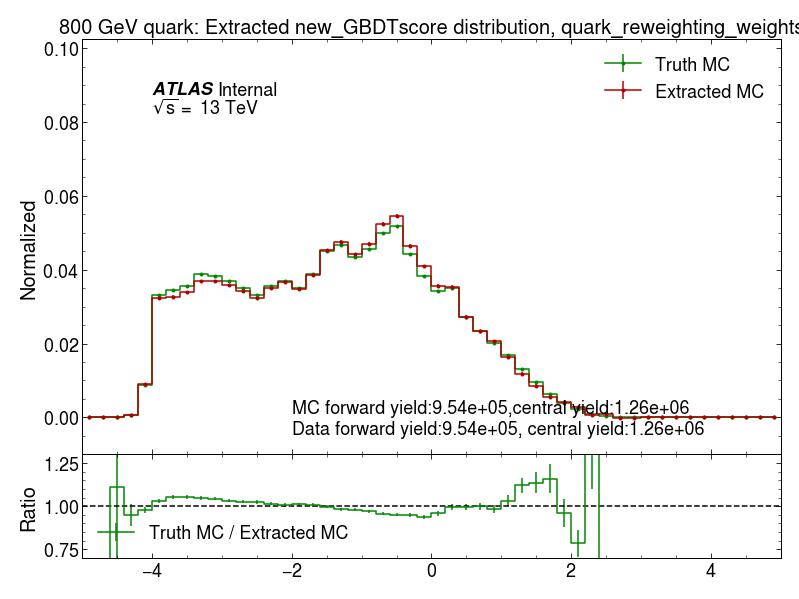 800 GeV quark: Extracted new_GBDTscore distribution, quark_reweighting_weights
0.10
0.08
0.06
0.04
0.02
0.00
Normalized
ATLAS Internal
√s = 13 TeV
Truth MC
Extracted MC
MC forward yield:9.54e+05,central yield:1.26e+06
Data forward yield:9.54e+05, central yield:1.26e+06
1.25
1.00
0.75
Ratio
Truth MC / Extracted MC
−4 −2 0 2 4